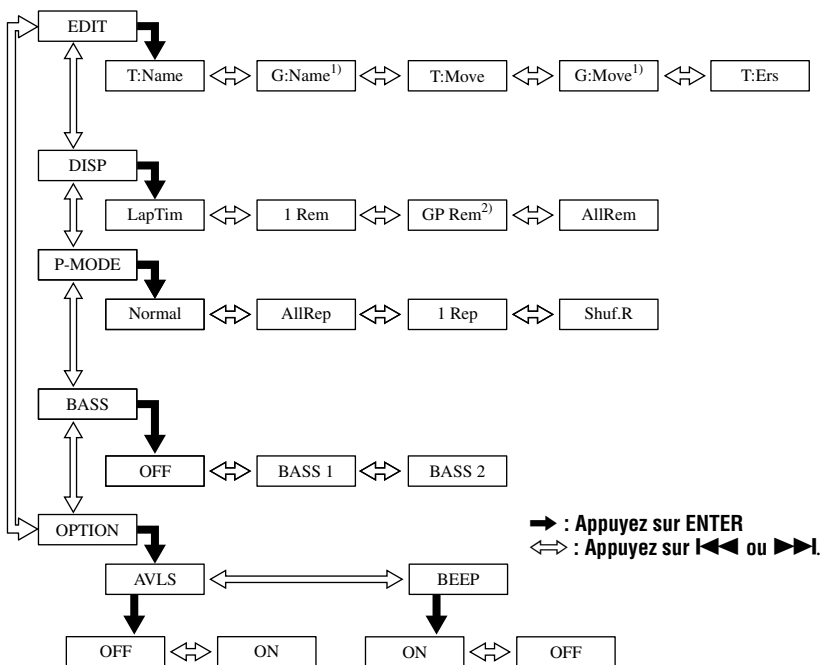 EDIT
T:Name G:Name1) T:Move G:Move1) T:Ers
DISP
LapTim 1 Rem GP Rem2) AllRem
P-MODE
Normal AllRep 1 Rep Shuf.R
BASS
OFF BASS 1 BASS 2
OPTION
: Appuyez sur ENTER
: Appuyez sur ou .
AVLS BEEP
OFF ON ON OFF